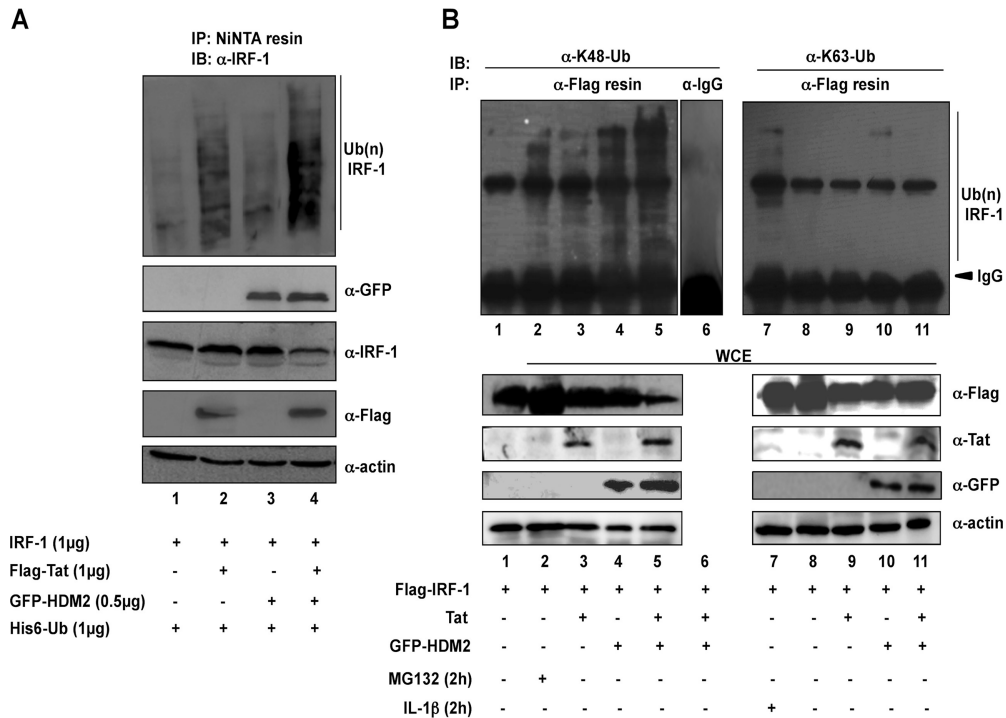 A
IP: NiNTA resin
IB: α-IRF-1
Ub(n)
IRF-1
α-GFP
α-IRF-1
α-Flag
α-actin
1 2 3 4
IRF-1 (1µg) + + + +
Flag-Tat (1µg) - + - +
GFP-HDM2 (0.5µg) - - + +
His6-Ub (1µg) + + + +
B
IB: α-K48-Ub α-K63-Ub
IP: α-Flag resin α-IgG α-Flag resin
Ub(n)
IRF-1
IgG
1 2 3 4 5 6 7 8 9 10 11
WCE
α-Flag
α-Tat
α-GFP
α-actin
1 2 3 4 5 6 7 8 9 10 11
Flag-IRF-1 + + + + + + + + + + +
Tat - - + - + + - - + - +
GFP-HDM2 - - - + + + - - - + +
MG132 (2h) - + - - - - - - - - -
IL-1β (2h) - - - - - - + - - - -